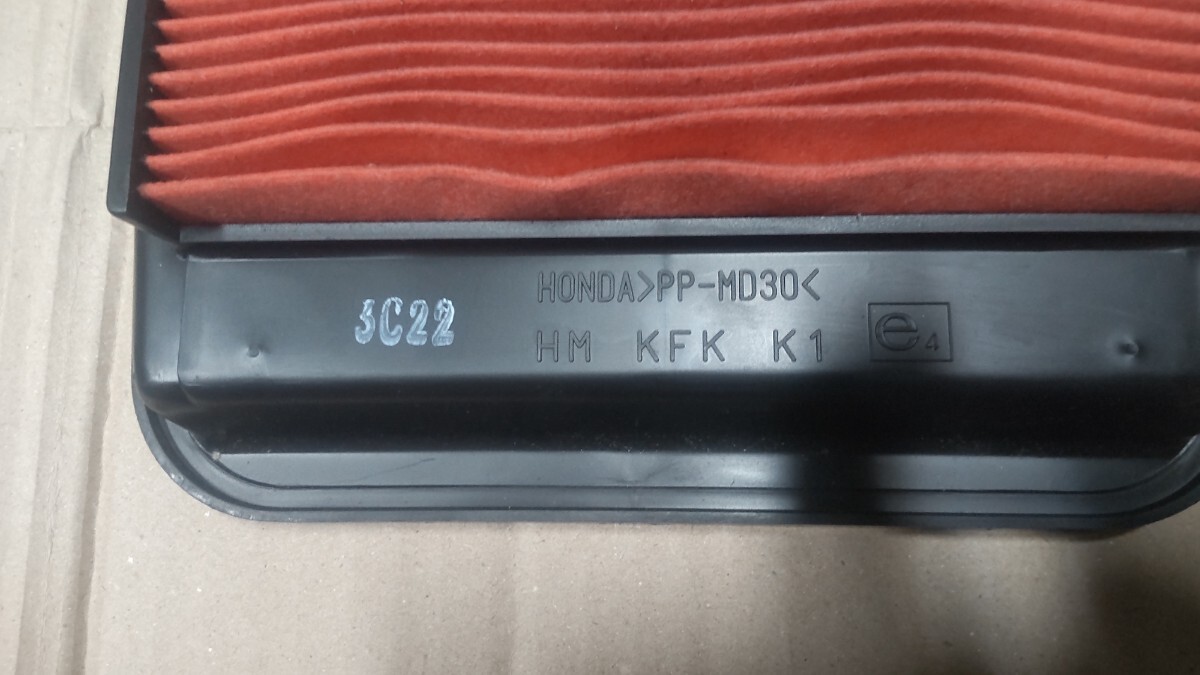 HONDA>PP-MD30<
3C22
HM KFK K1
e4